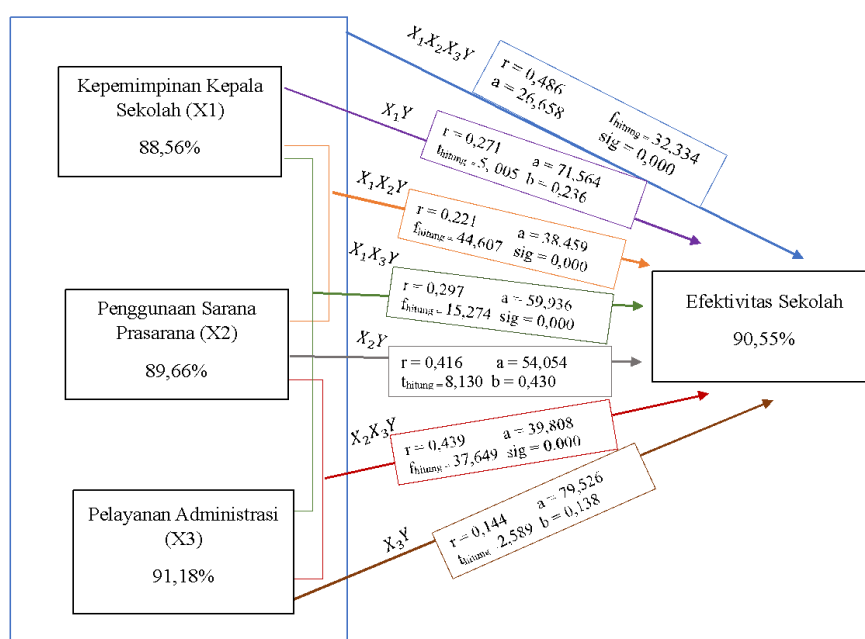 Kepemimpinan Kepala
Sekolah (X1)
88,56%
Penggunaan Sarana
Prasarana (X2)
89,66%
Pelayanan Administrasi
(X3)
91,18%
X₁X₂X₃Y
r = 0,486
a = 26,658 fhitung = 32,334
sig = 0,000
X₁Y
r = 0,271 a = 71,564
thitung = 5, 005 b = 0,236
X₁X₂Y
r = 0,221 a = 38,459
fhitung = 44,607 sig = 0,000
X₁X₃Y
r = 0,297 a = 59,936
fhitung = 15,274 sig = 0,000
X₂Y
r = 0,416 a = 54,054
thitung = 8,130 b = 0,430
X₂X₃Y
r = 0,439 a = 39,808
fhitung = 37,649 sig = 0.000
X₃Y
r = 0,144 a = 79,526
thitung 2,589 b = 0,138
Efektivitas Sekolah
90,55%